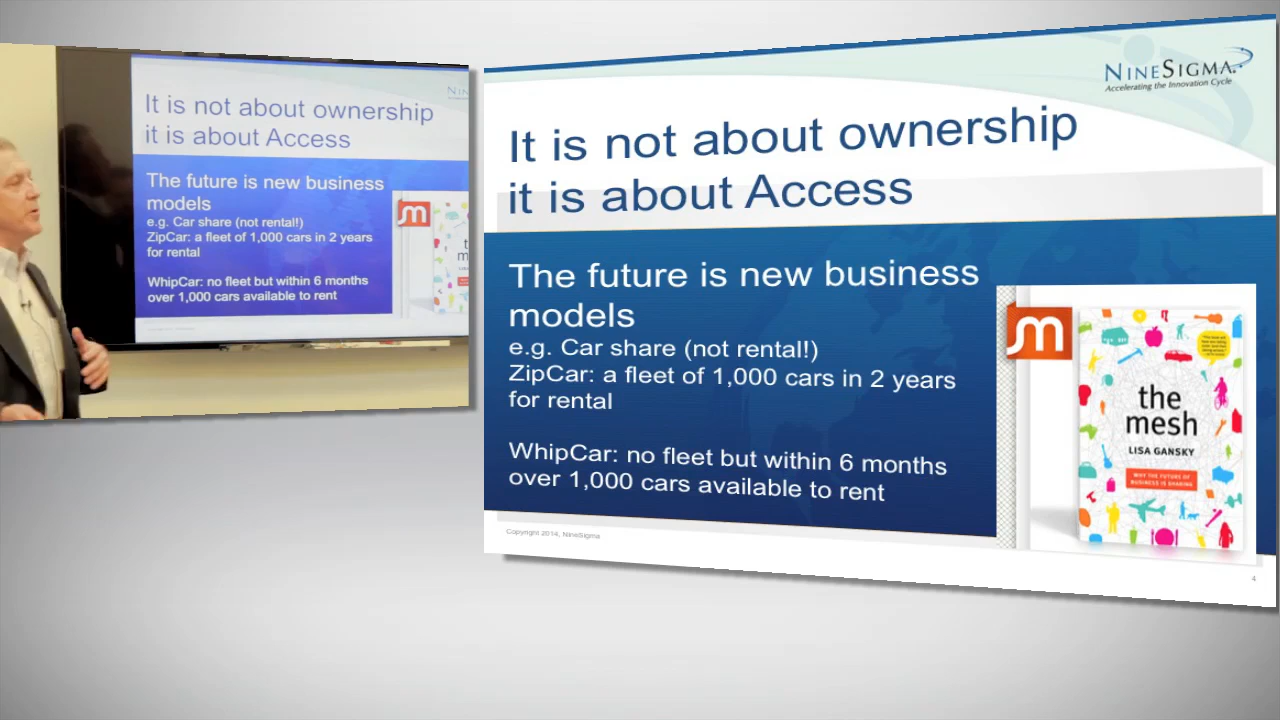 NineSigma
It is not about ownership
it is about Access
The future is new business
models
e.g. Car share (not rental!)
ZipCar: a fleet of 1,000 cars in 2 years
for rental
WhipCar: no fleet but within 6 months
over 1,000 cars available to rent
NINESIGMA
Accelerating the Innovation Cycle
It is not about ownership
it is about Access
The future is new business
models
e.g. Car share (not rental!)
ZipCar: a fleet of 1,000 cars in 2 years
for rental
WhipCar: no fleet but within 6 months
over 1,000 cars available to rent
m
the
mesh
LISA GANSKY
WHY THE FUTURE OF
BUSINESS IS SHARING
Copyright 2014, NineSigma
4